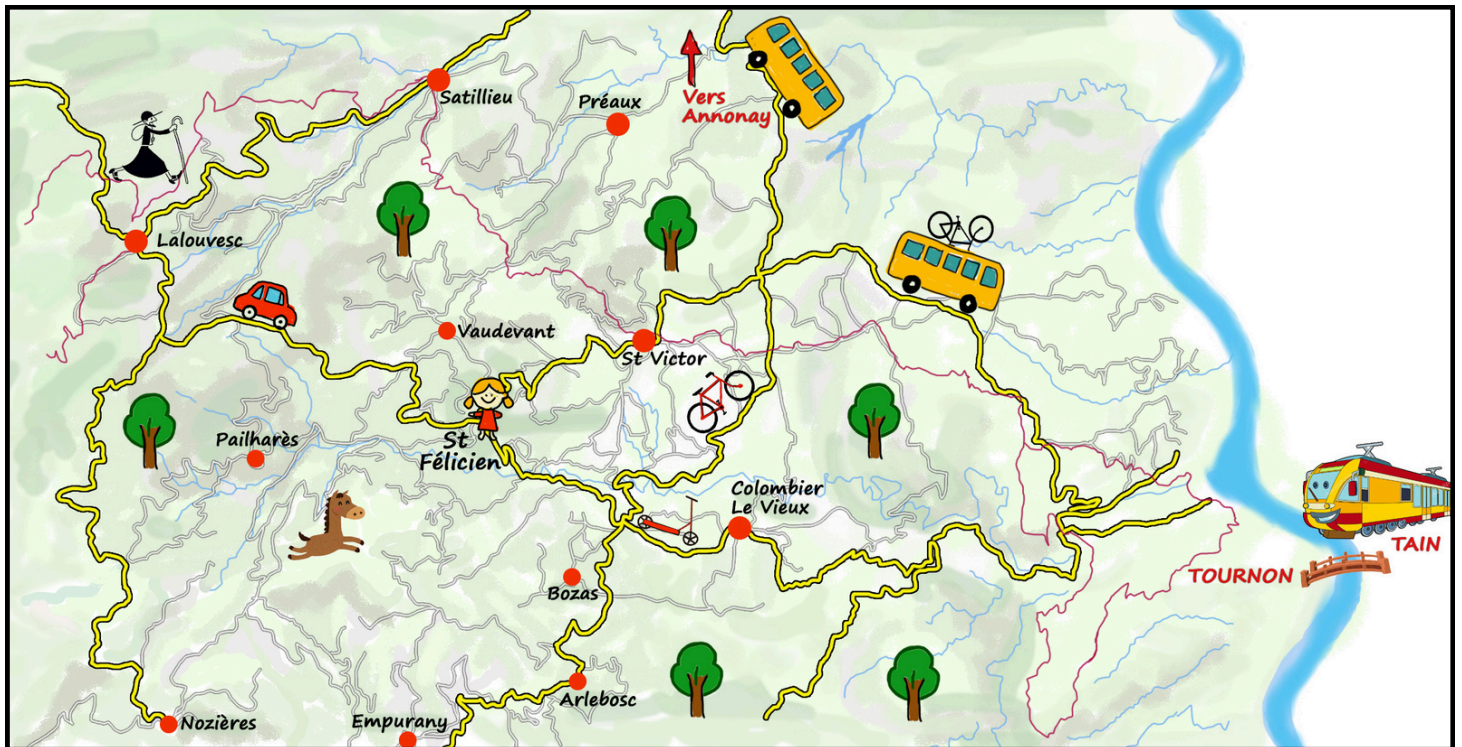 Satillieu
Préaux
Vers
Annonay
Lalouvesc
Vaudevant
St Victor
St
Félicien
Pailharès
Colombier
Le Vieux
TAIN
TOURNON
Bozas
Arlebosc
Nozières
Empurany